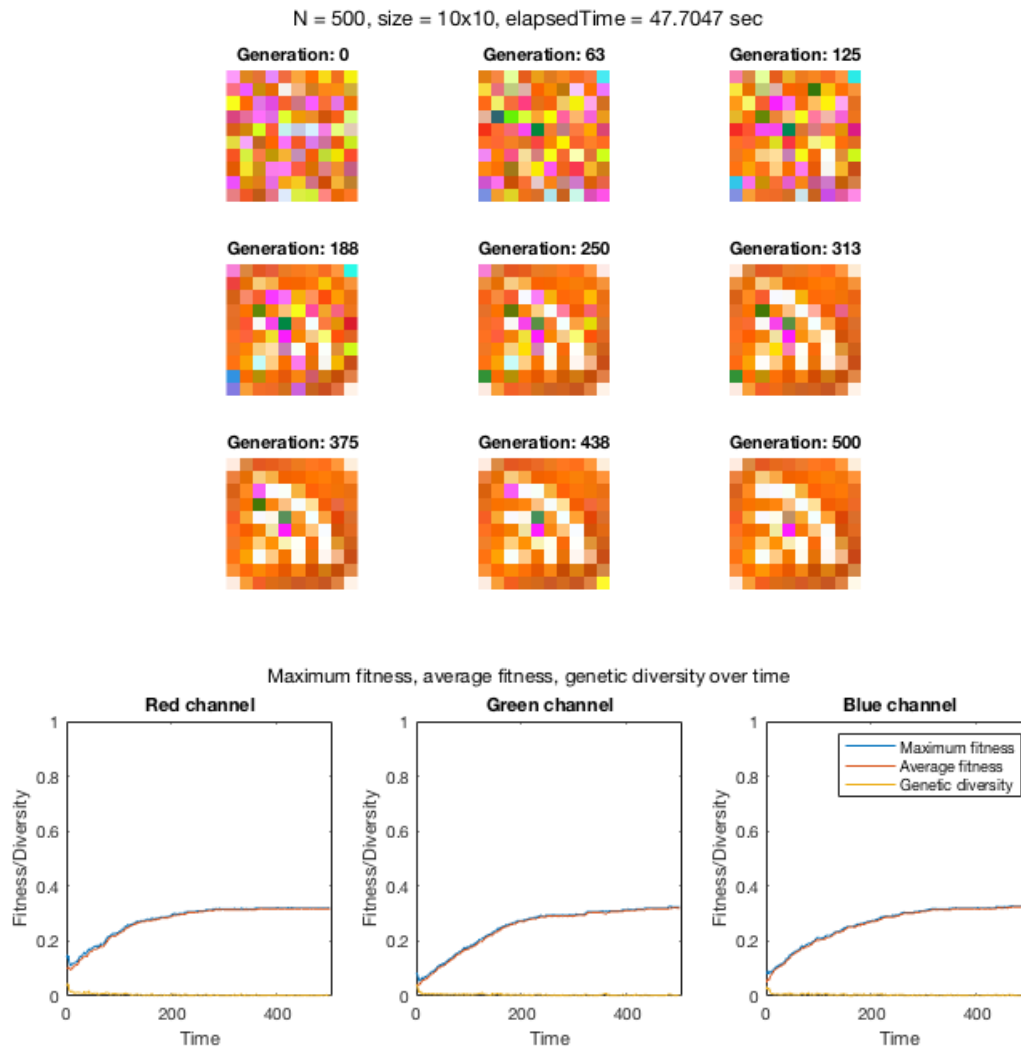 N = 500, size = 10x10, elapsedTime = 47.7047 sec
Generation: 0
Generation: 63
Generation: 125
Generation: 188
Generation: 250
Generation: 313
Generation: 375
Generation: 438
Generation: 500
Maximum fitness, average fitness, genetic diversity over time
Red channel
Green channel
Blue channel
Fitness/Diversity
1
0.8
0.6
0.4
0.2
0
0
200
400
Time
Fitness/Diversity
1
0.8
0.6
0.4
0.2
0
0
200
400
Time
Fitness/Diversity
1
0.8
0.6
0.4
0.2
0
0
200
400
Time
Maximum fitness
Average fitness
Genetic diversity